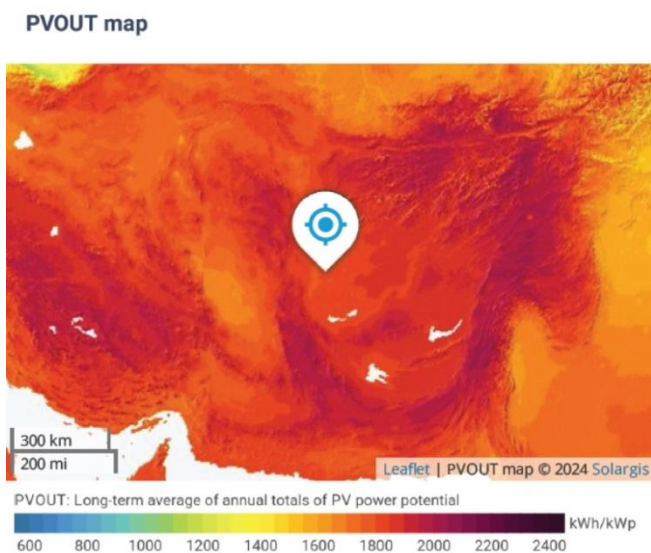 PVOUT map
300 km
200 mi
Leaflet | PVOUT map © 2024 Solargis
PVOUT: Long-term average of annual totals of PV power potential
kWh/kWp
600 800 1000 1200 1400 1600 1800 2000 2200 2400